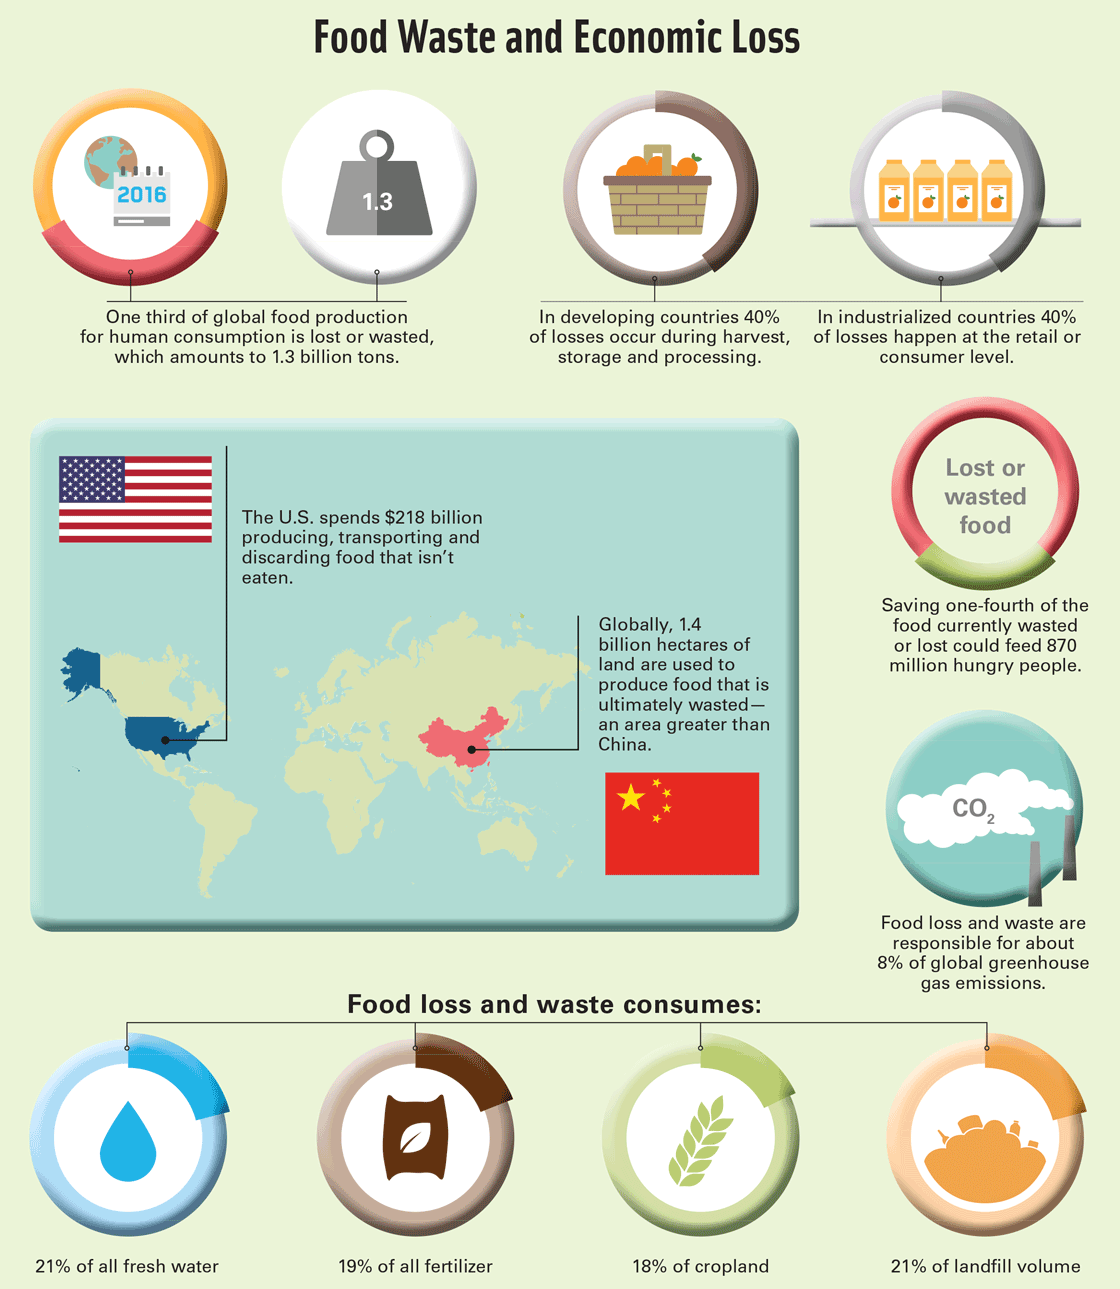 Food Waste and Economic Loss
2016
1.3
One third of global food production
for human consumption is lost or wasted,
which amounts to 1.3 billion tons.
In developing countries 40%
of losses occur during harvest,
storage and processing.
In industrialized countries 40%
of losses happen at the retail or
consumer level.
The U.S. spends $218 billion
producing, transporting and
discarding food that isn’t
eaten.
Globally, 1.4
billion hectares of
land are used to
produce food that is
ultimately wasted—
an area greater than
China.
Lost or
wasted
food
Saving one-fourth of the
food currently wasted
or lost could feed 870
million hungry people.
CO2
Food loss and waste are
responsible for about
8% of global greenhouse
gas emissions.
Food loss and waste consumes:
21% of all fresh water
19% of all fertilizer
18% of cropland
21% of landfill volume